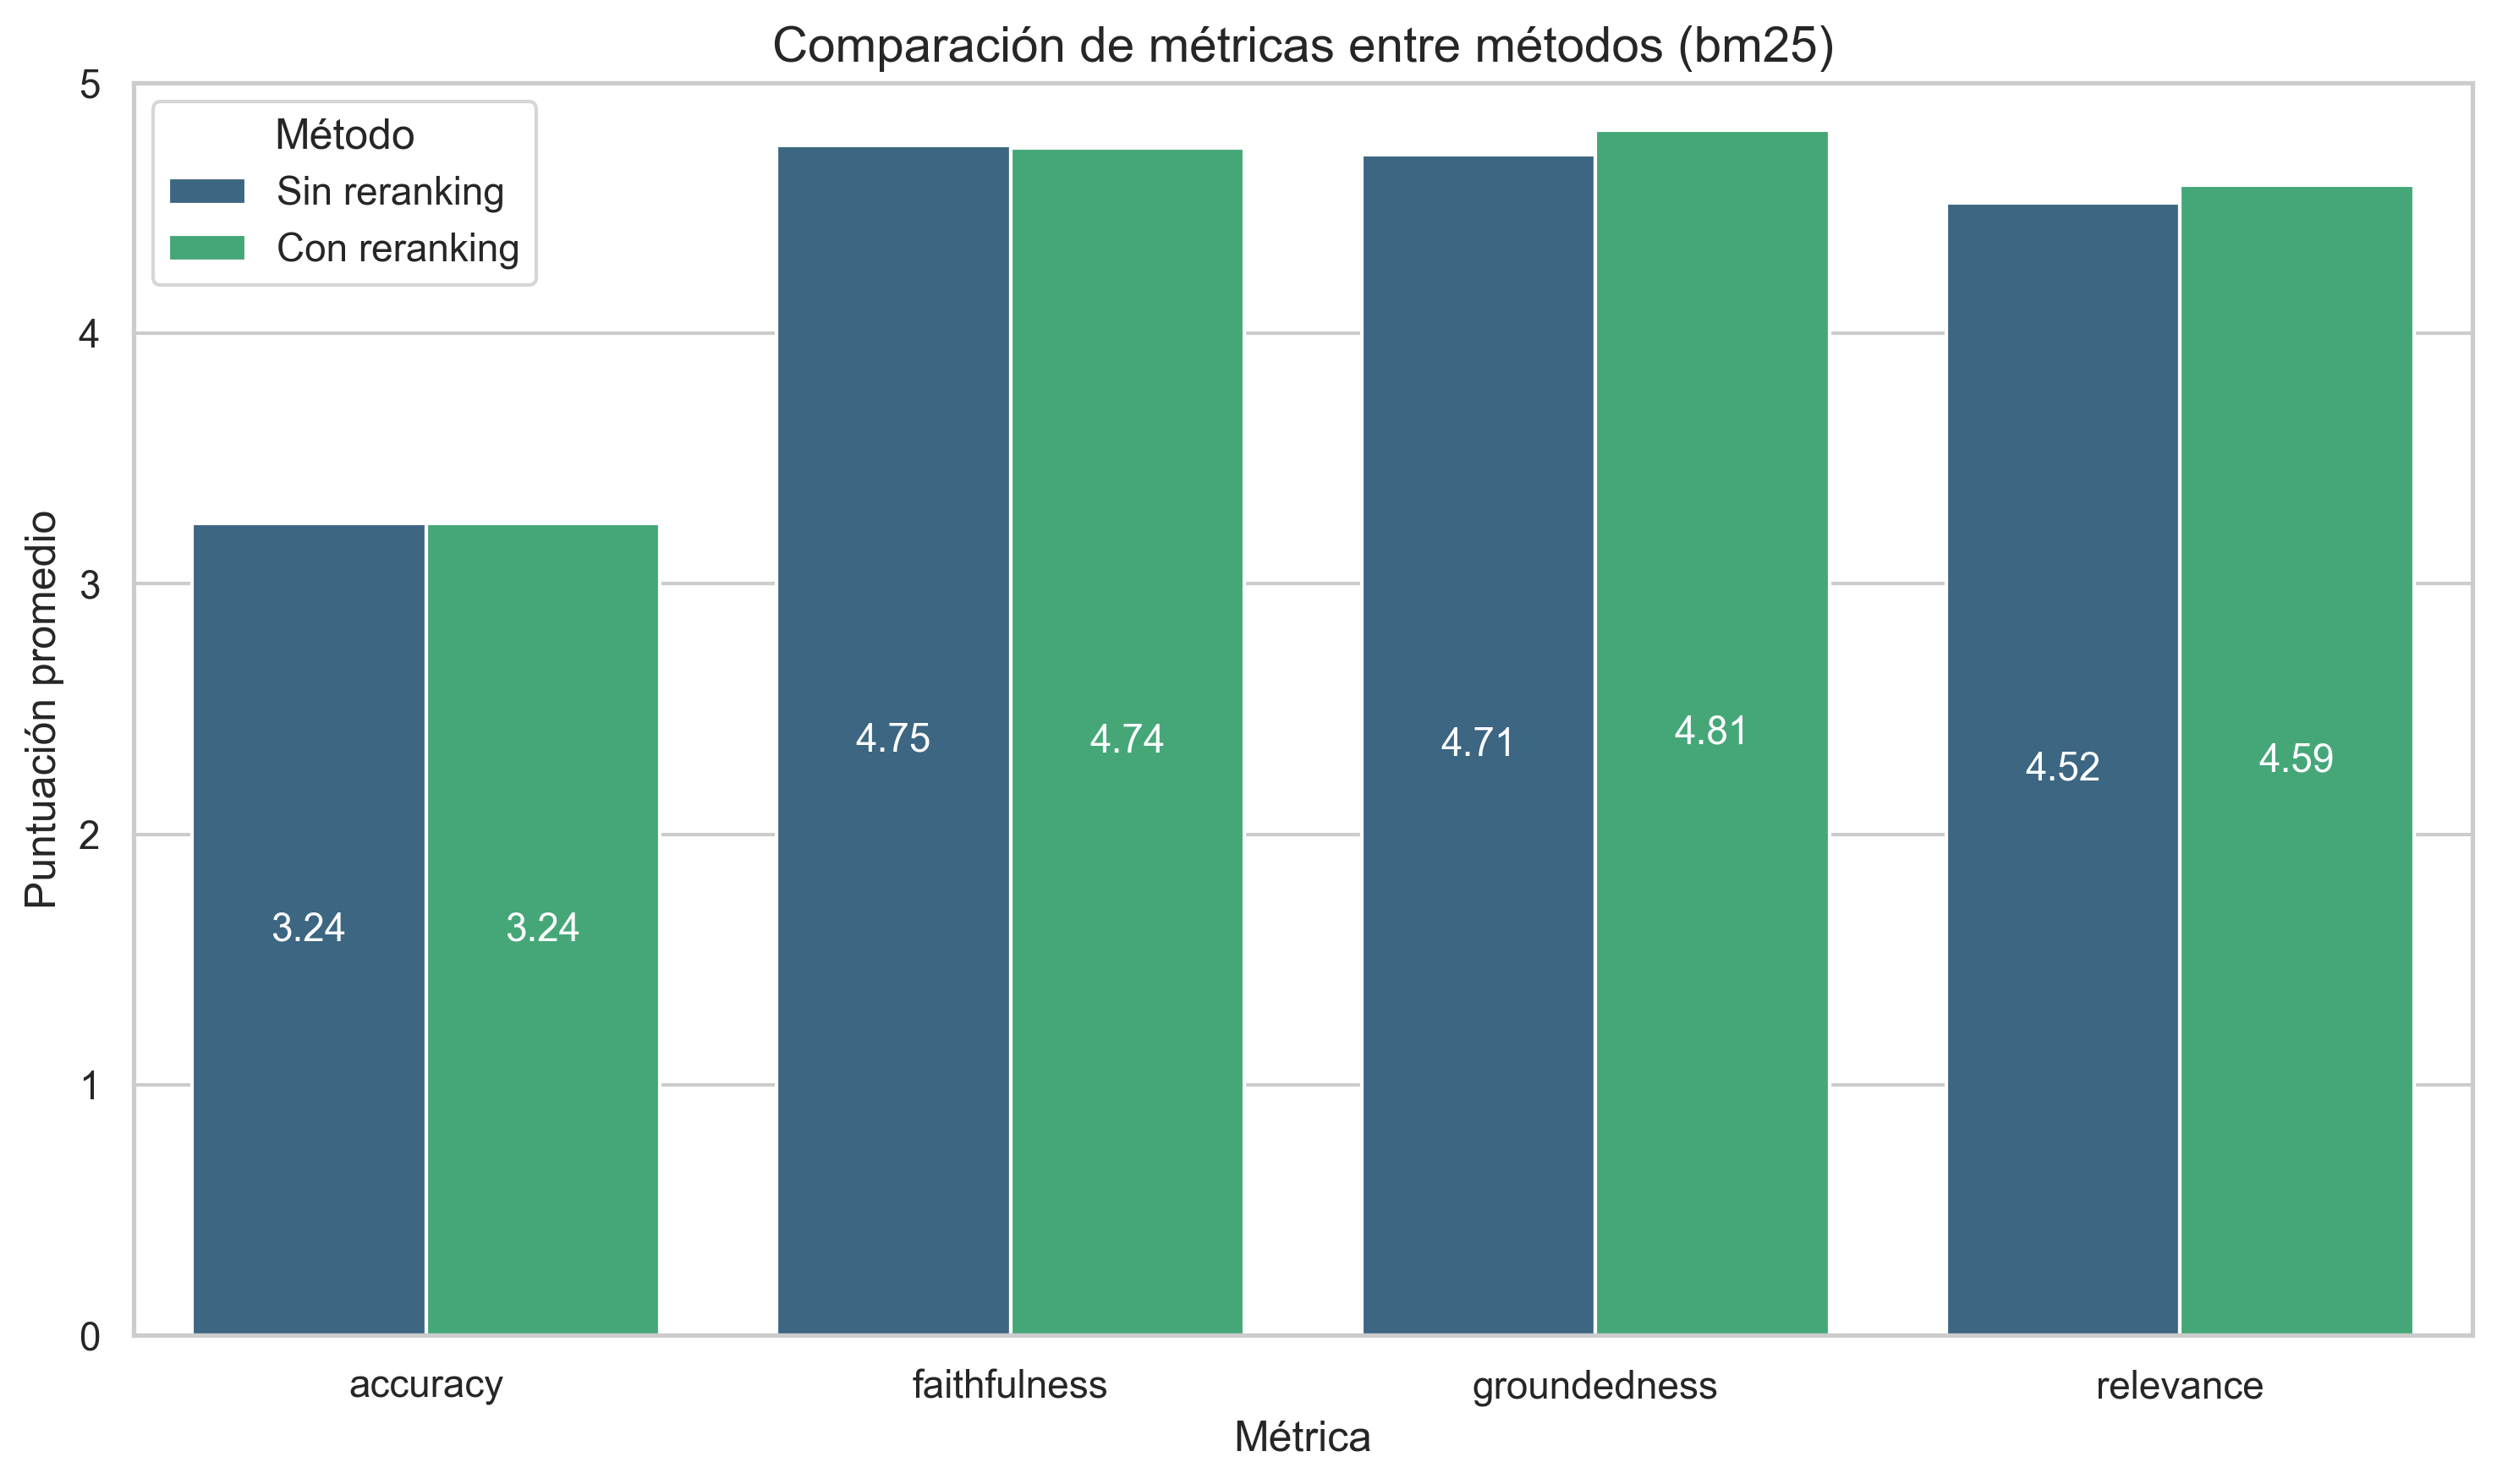 Comparación de métricas entre métodos (bm25)
Método
Sin reranking
Con reranking
Puntuación promedio
5
4
3
2
1
0
3.24
3.24
4.75
4.74
4.71
4.81
4.52
4.59
accuracy
faithfulness
groundedness
relevance
Métrica